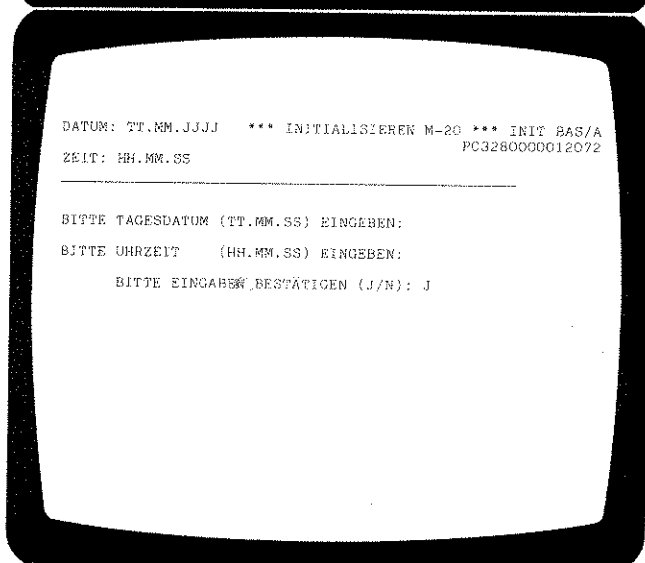 DATUM: TT.MM.JJJJ *** INITIALISIEREN M-20 *** INIT BAS/A
PC3280000012072
ZEIT: HH.MM.SS
BITTE TAGESDATUM (TT.MM.SS) EINGEBEN:
BITTE UHRZEIT (HH.MM.SS) EINGEBEN:
BITTE EINGABEN BESTÄTIGEN (J/N): J